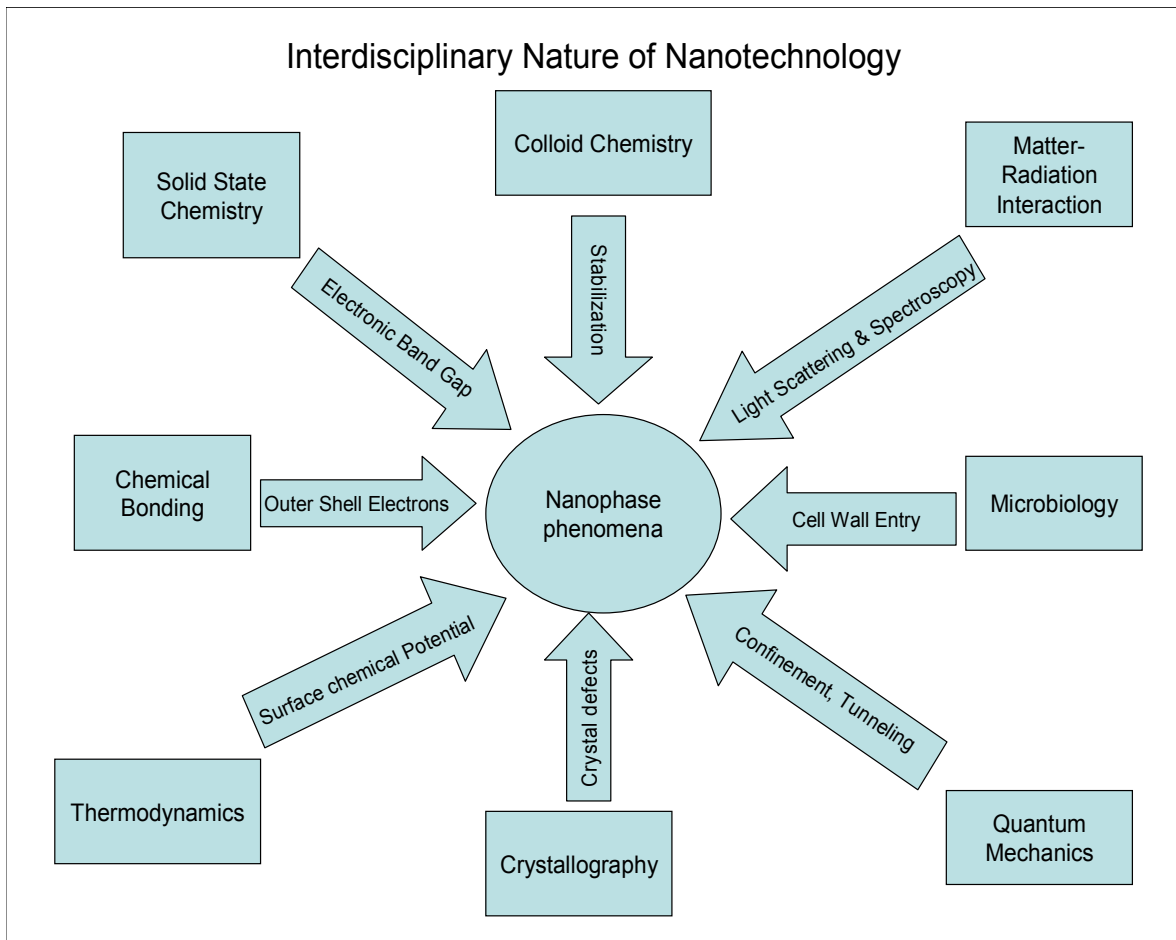 Interdisciplinary Nature of Nanotechnology
Colloid Chemistry
Matter-
Radiation
Interaction
Solid State
Chemistry
Stabilization
Electronic Band Gap
Light Scattering & Spectroscopy
Chemical
Bonding
Outer Shell Electrons
Nanophase
phenomena
Cell Wall Entry
Microbiology
Surface chemical Potential
Crystal defects
Confinement, Tunneling
Thermodynamics
Crystallography
Quantum
Mechanics